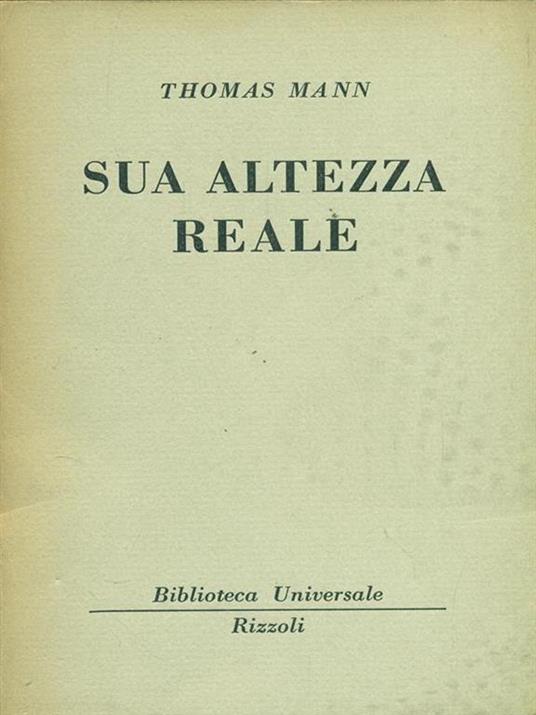 THOMAS MANN
SUA ALTEZZA
REALE
Biblioteca Universale
Rizzoli